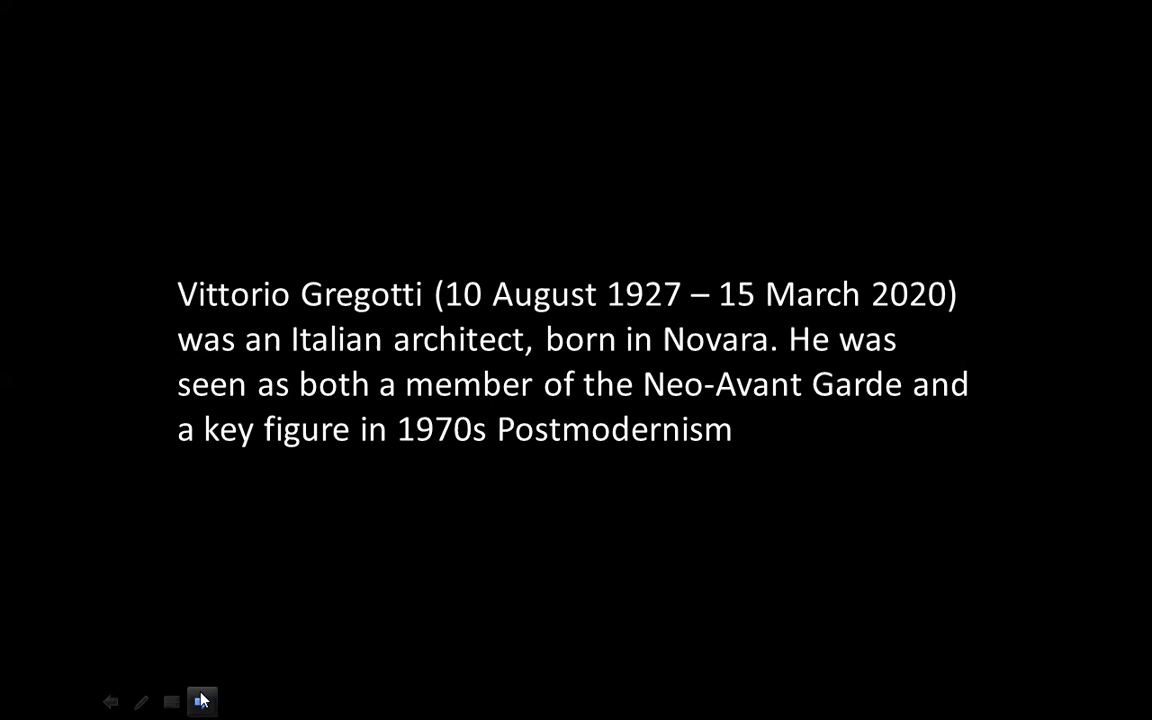 Vittorio Gregotti (10 August 1927 – 15 March 2020)
was an Italian architect, born in Novara. He was
seen as both a member of the Neo-Avant Garde and
a key figure in 1970s Postmodernism